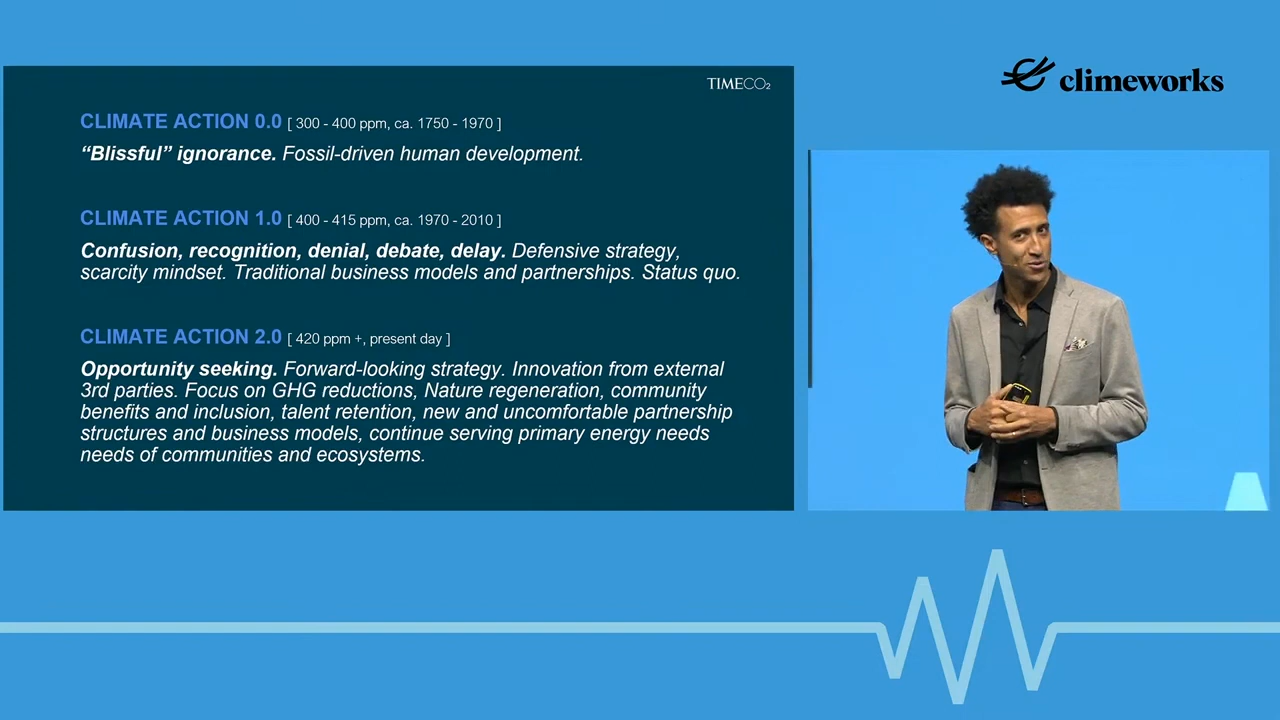 climeworks
TIMECO₂
CLIMATE ACTION 0.0 [ 300 - 400 ppm, ca. 1750 - 1970 ]
“Blissful” ignorance. Fossil-driven human development.
CLIMATE ACTION 1.0 [ 400 - 415 ppm, ca. 1970 - 2010 ]
Confusion, recognition, denial, debate, delay. Defensive strategy,
scarcity mindset. Traditional business models and partnerships. Status quo.
CLIMATE ACTION 2.0 [ 420 ppm +, present day ]
Opportunity seeking. Forward-looking strategy. Innovation from external
3rd parties. Focus on GHG reductions, Nature regeneration, community
benefits and inclusion, talent retention, new and uncomfortable partnership
structures and business models, continue serving primary energy needs
needs of communities and ecosystems.